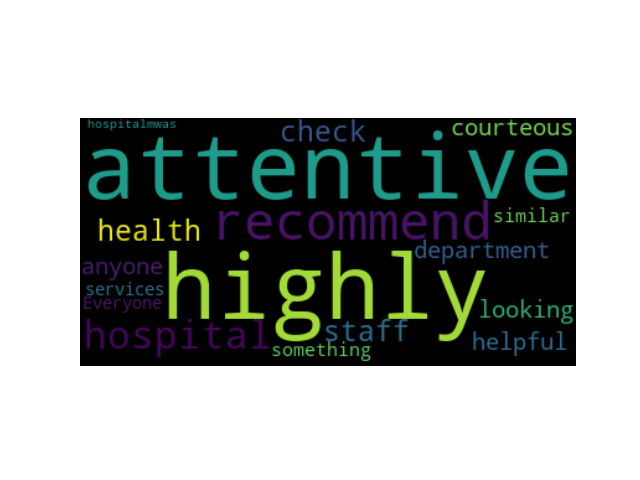 hospitalmwas
check
courteous
attentive
recommend
similar
health
department
anyone
highly
services
Everyone
looking
hospital
staff
helpful
something